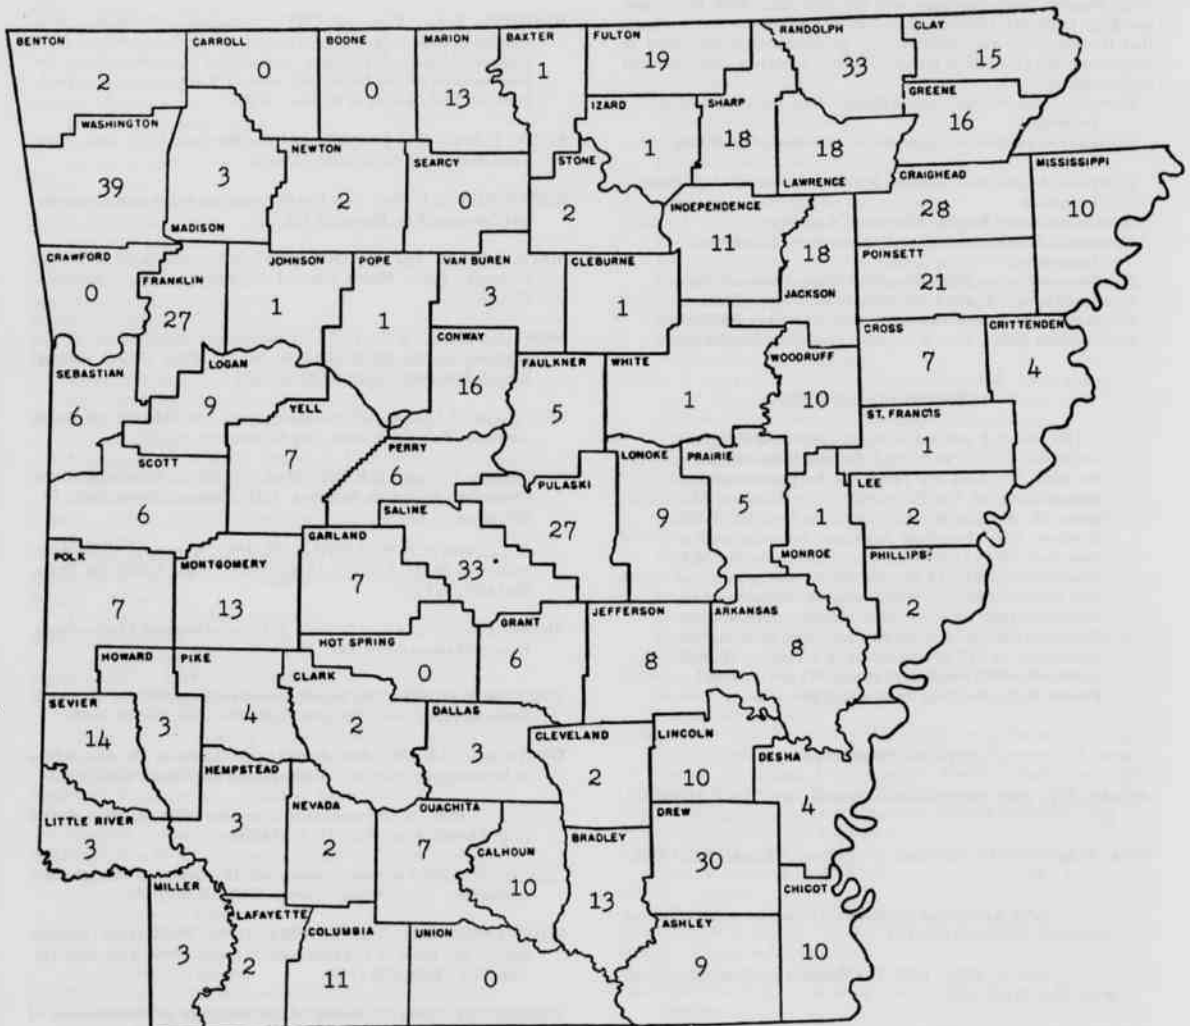 BENTON
2
CARROLL
0
BOONE
0
MARION
13
BAXTER
1
FULTON
19
RANDOLPH
33
CLAY
15
WASHINGTON
39
MADISON
3
NEWTON
2
SEARCY
0
STONE
2
IZARD
1
SHARP
18
LAWRENCE
18
GREENE
16
CRAIGHEAD
28
MISSISSIPPI
10
INDEPENDENCE
11
JACKSON
18
POINSETT
21
CRAWFORD
0
FRANKLIN
27
JOHNSON
1
POPE
1
VAN BUREN
3
CLEBURNE
1
CROSS
7
CRITTENDEN
4
SEBASTIAN
6
LOGAN
9
YELL
7
CONWAY
16
FAULKNER
5
WHITE
1
WOODRUFF
10
ST. FRANCIS
1
SCOTT
6
PERRY
6
PULASKI
27
LONOKE
9
PRAIRIE
5
MONROE
1
LEE
2
PHILLIPS
2
POLK
7
MONTGOMERY
13
GARLAND
7
SALINE
33
HOT SPRING
0
GRANT
6
JEFFERSON
8
ARKANSAS
8
SEVIER
14
HOWARD
3
PIKE
4
CLARK
2
DALLAS
3
CLEVELAND
2
LINCOLN
10
DESHA
4
LITTLE RIVER
3
HEMPSTEAD
3
NEVADA
2
OUACHITA
7
CALHOUN
10
BRADLEY
13
DREW
30
CHICOT
10
MILLER
3
LAFAYETTE
2
COLUMBIA
11
UNION
0
ASHLEY
9